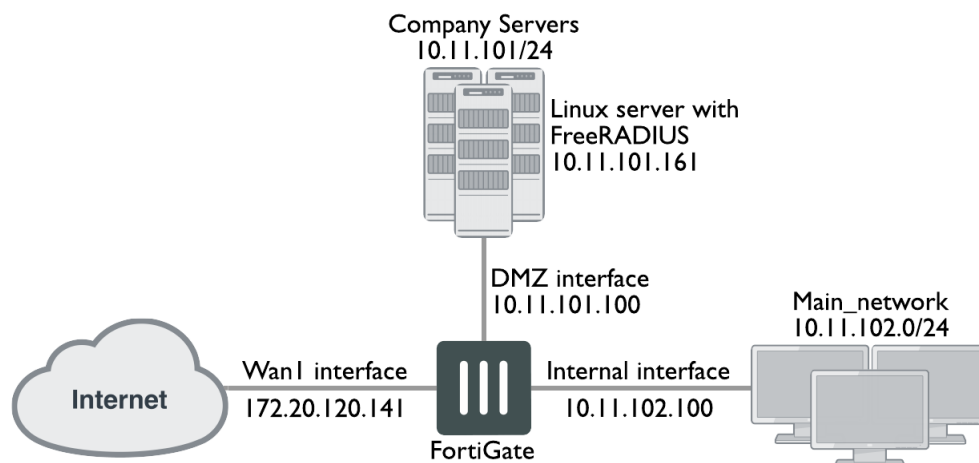 Company Servers
10.11.101/24
Linux server with
FreeRADIUS
10.11.101.161
DMZ interface
10.11.101.100
Main_network
10.11.102.0/24
Internet
Wan1 interface
172.20.120.141
Internal interface
10.11.102.100
FortiGate